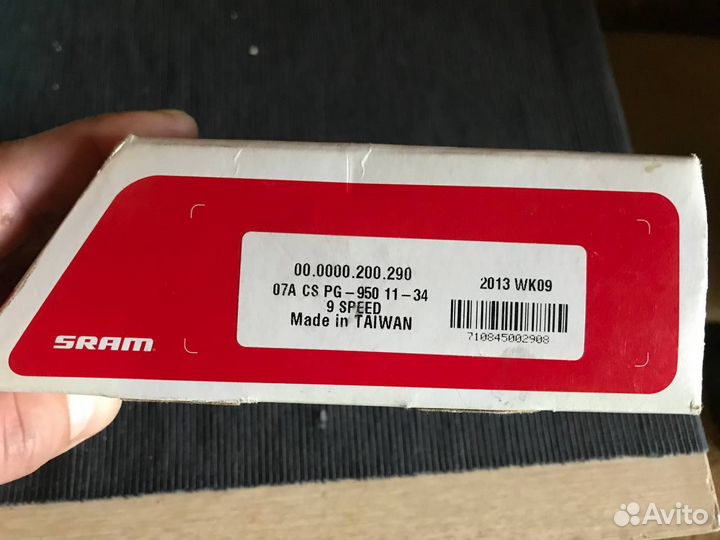 00.0000.200.290
07A CS PG-950 11-34
9 SPEED
Made in TAIWAN
2013 WK09
710845002908
SRAM
Avito